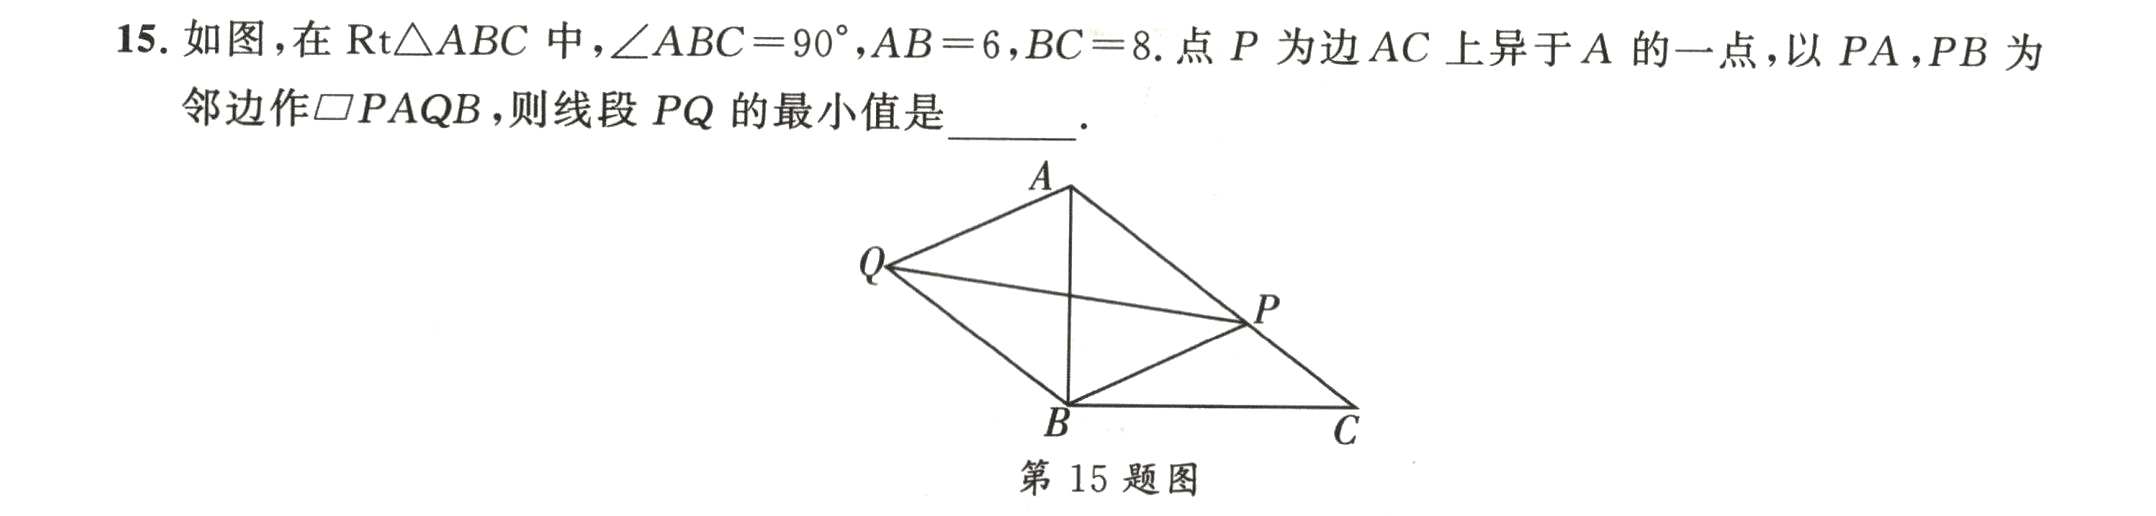 15. 如图,在 Rt△ABC 中,∠ABC=90°,AB=6,BC=8.点 P 为边 AC 上异于 A 的一点,以 PA,PB 为
邻边作▱PAQB,则线段 PQ 的最小值是______.
A
Q
P
B
C
第 15 题图